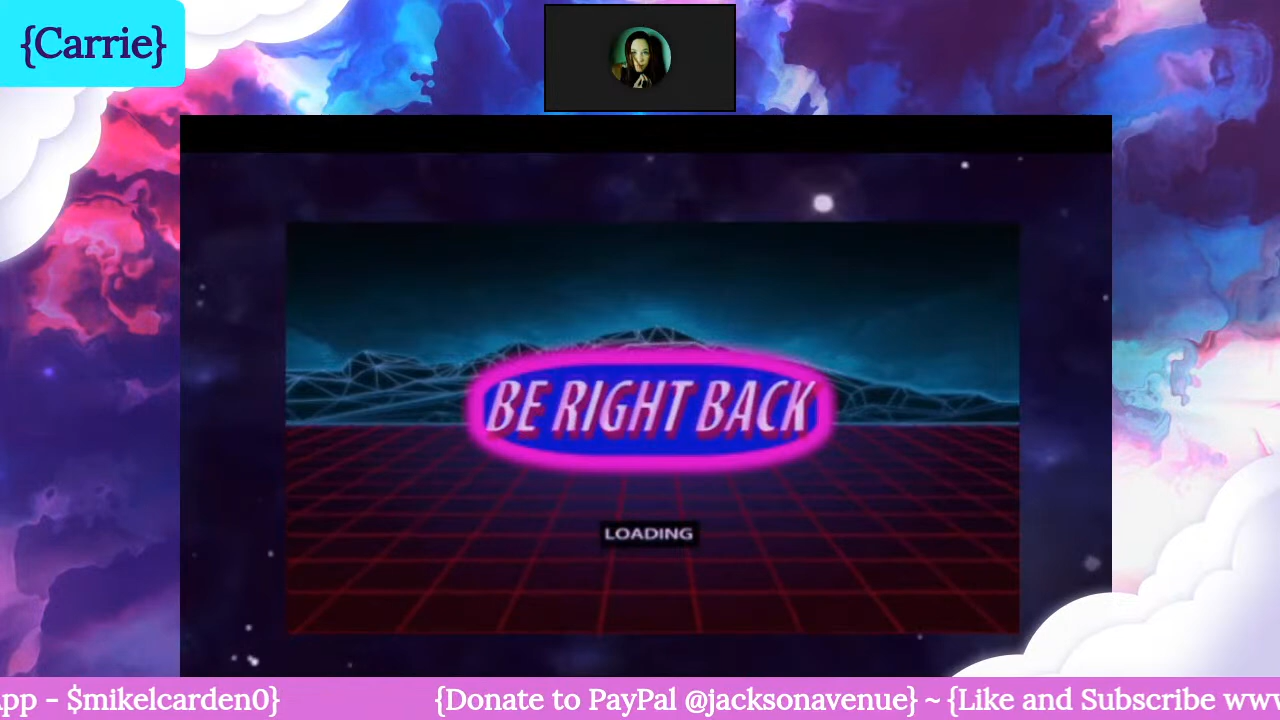 {Carrie}
BE RIGHT BACK
LOADING
pp - $mikelcarden0} {Donate to PayPal @jacksonavenue} ~ {Like and Subscribe www